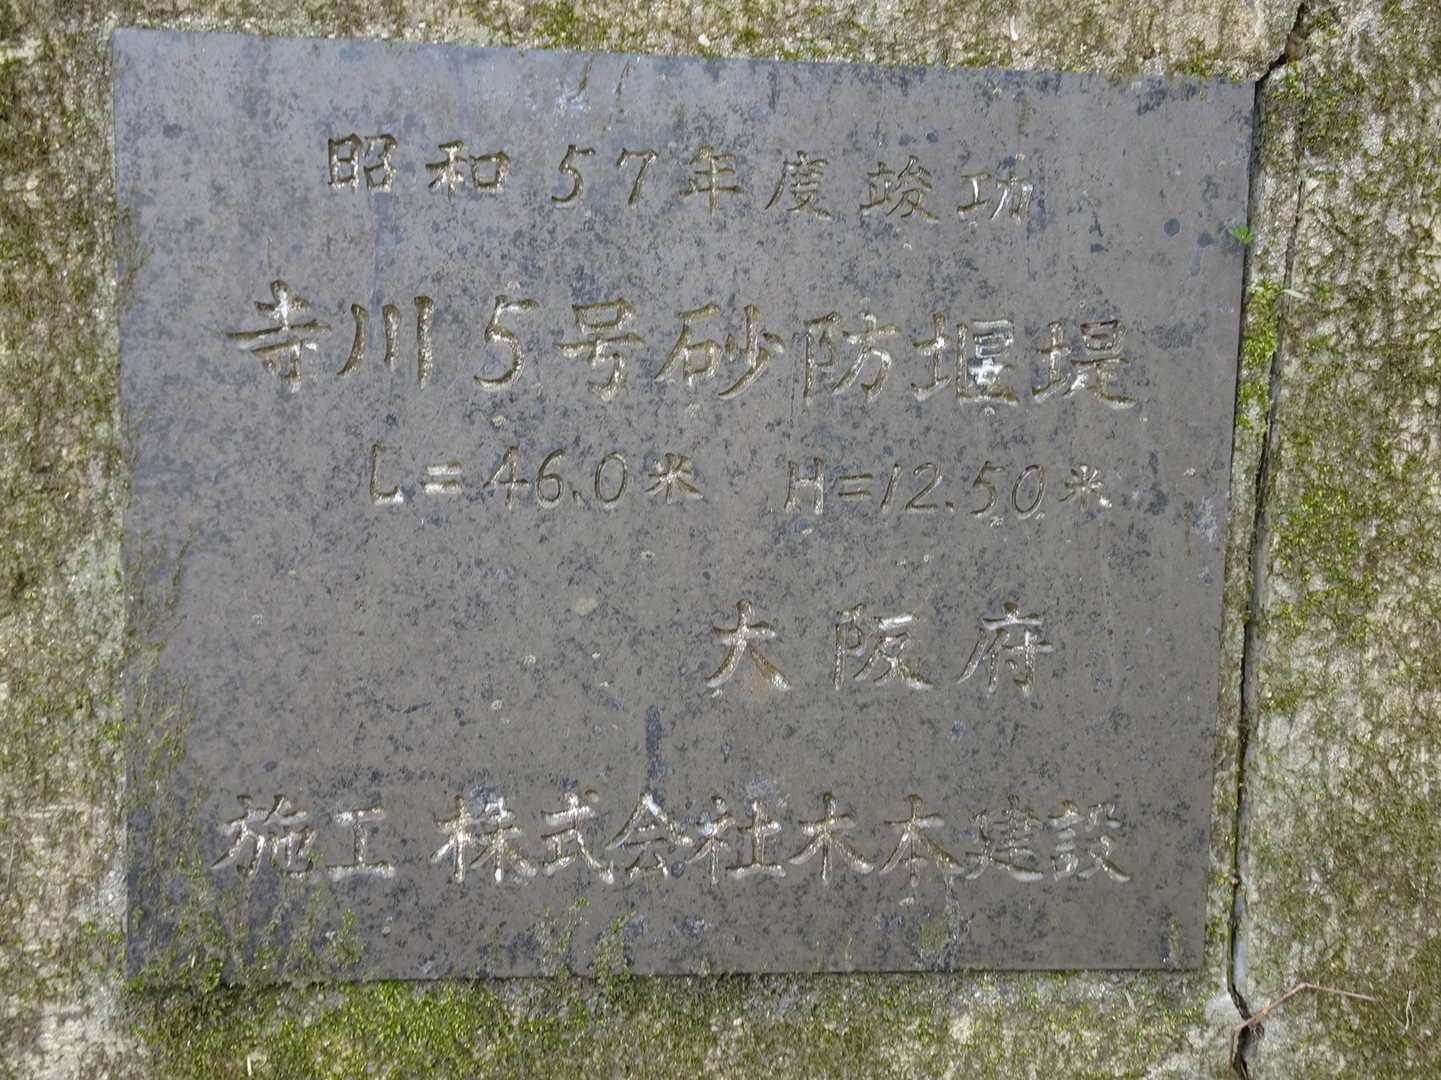 昭和57年度竣功
寺川5号砂防堰堤
L=46.0米 H=12.50米
大阪府
施工 株式会社木本建設